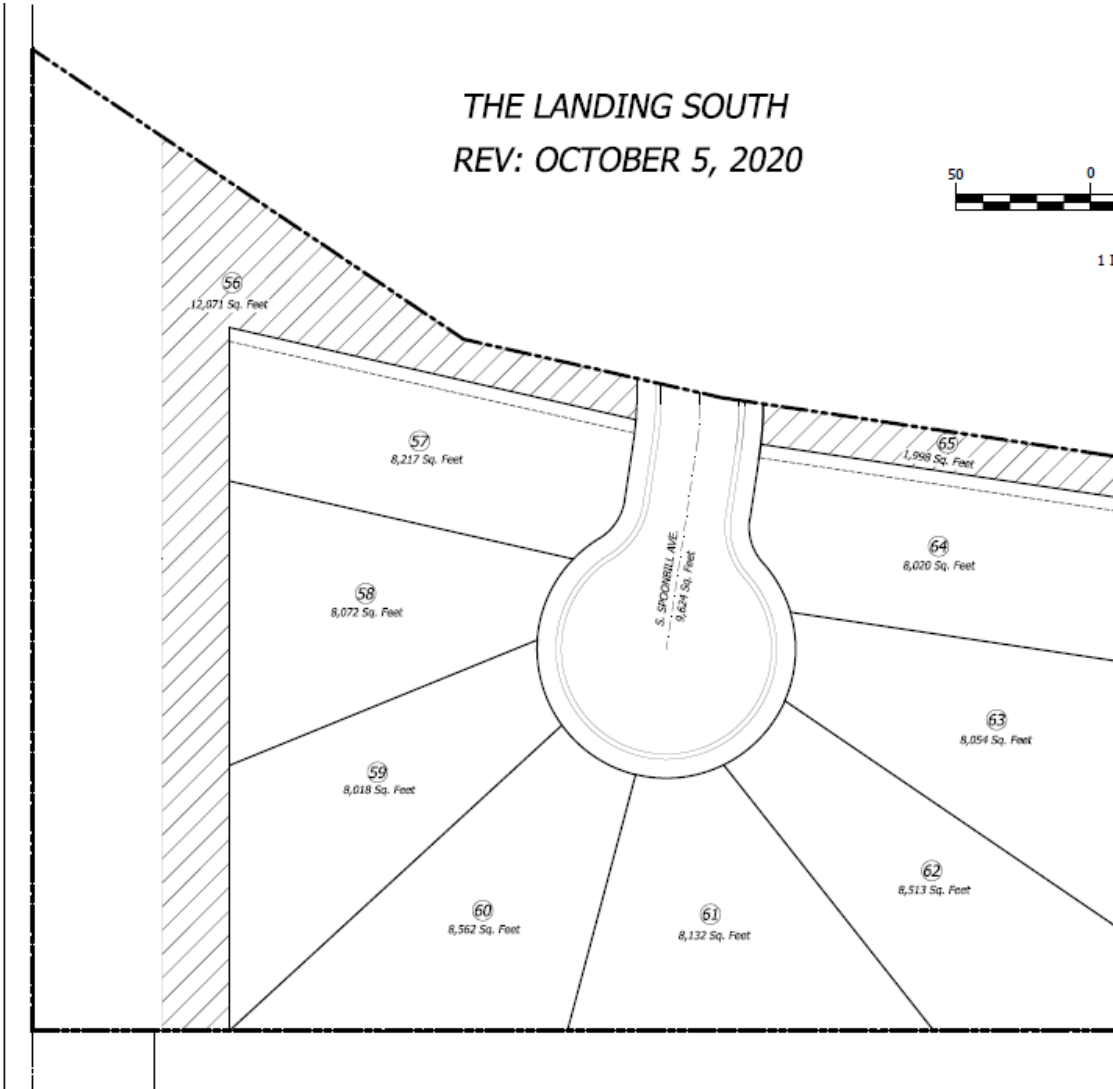 THE LANDING SOUTH
REV: OCTOBER 5, 2020
50 0
1 I
56
12,071 Sq. Feet
57
8,217 Sq. Feet
65
1,998 Sq. Feet
64
8,020 Sq. Feet
58
8,072 Sq. Feet
S. SPOONBILL AVE.
9,624 Sq. Feet
63
8,054 Sq. Feet
59
8,018 Sq. Feet
62
8,513 Sq. Feet
60
8,562 Sq. Feet
61
8,132 Sq. Feet